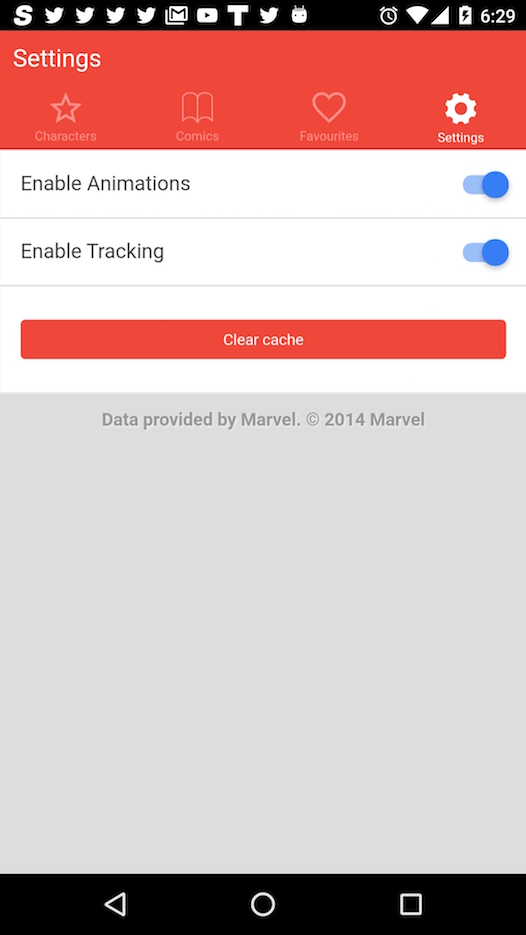 6:29
Settings
Characters
Comics
Favourites
Settings
Enable Animations
Enable Tracking
Clear cache
Data provided by Marvel. © 2014 Marvel